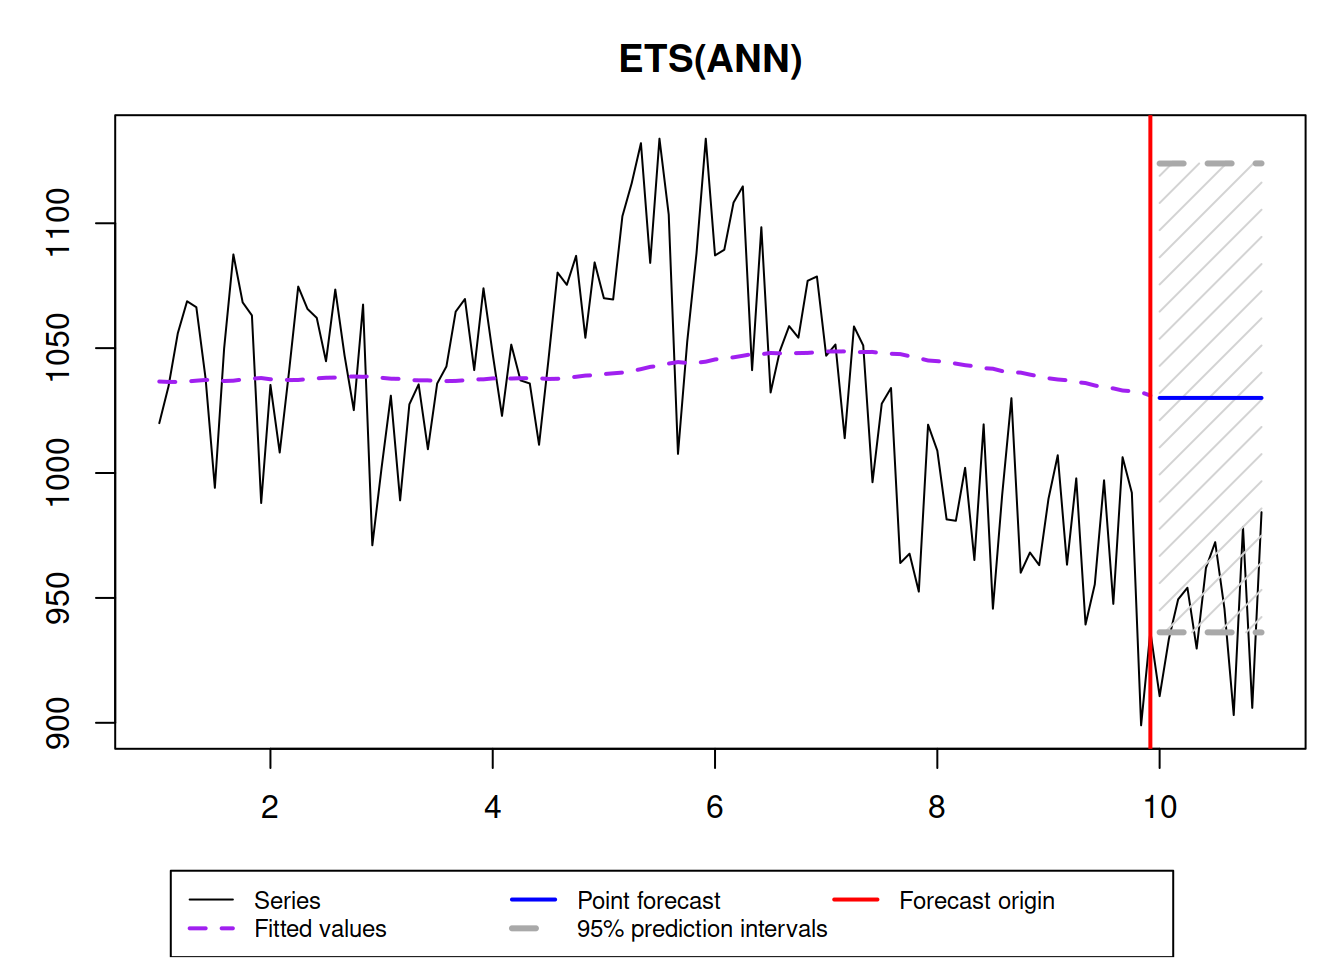 ETS(ANN)
1100
1050
1000
950
900
2 4 6 8 10
Series Point forecast Forecast origin
Fitted values 95% prediction intervals